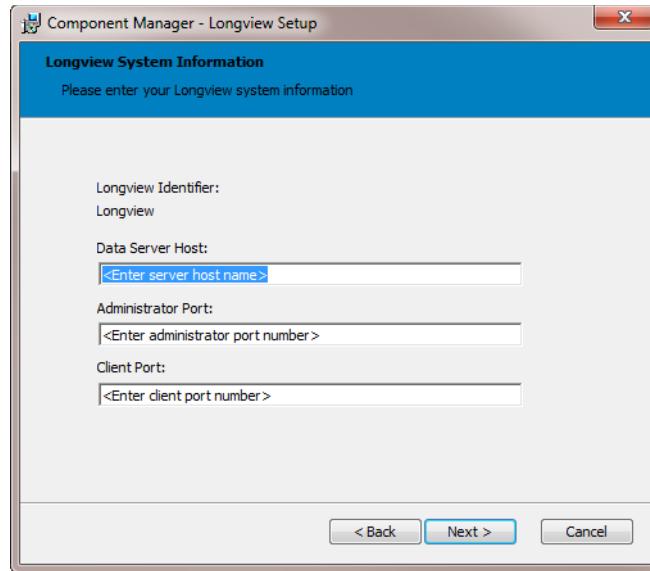 Component Manager - Longview Setup
Longview System Information
Please enter your Longview system information
Longview Identifier:
Longview
Data Server Host:
<Enter server host name>
Administrator Port:
<Enter administrator port number>
Client Port:
<Enter client port number>
< Back Next > Cancel